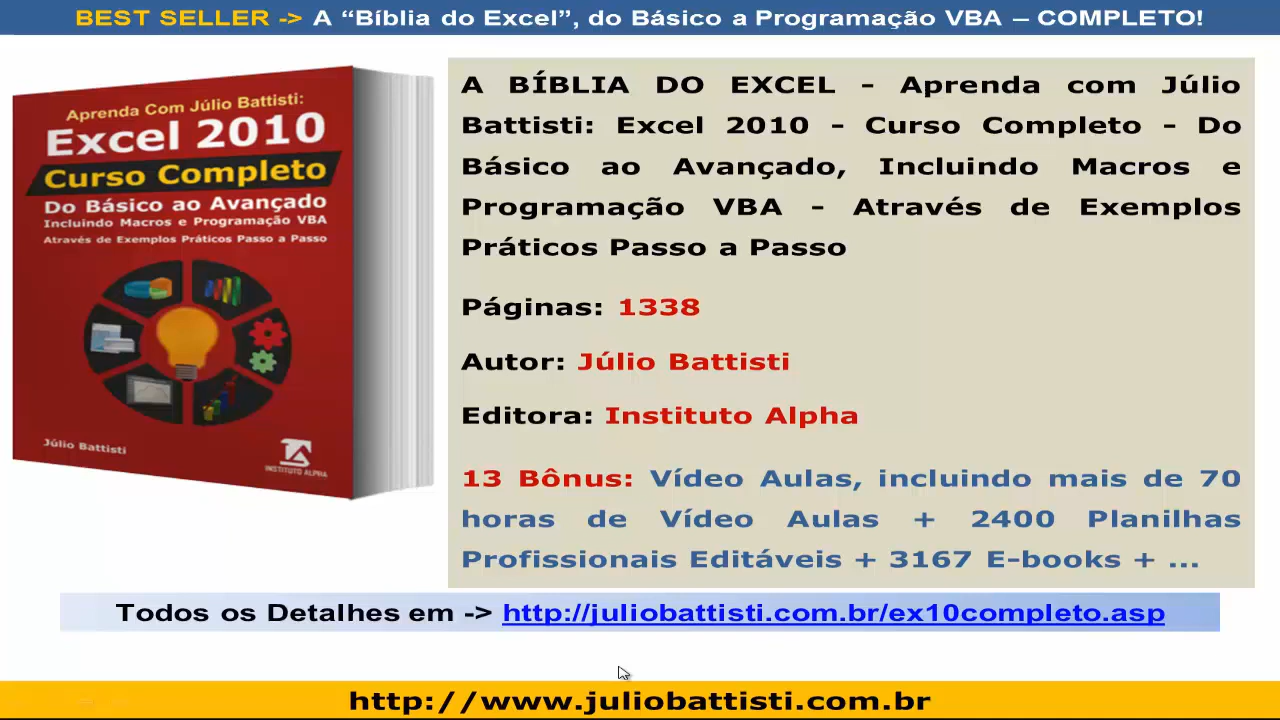 BEST SELLER -> A “Bíblia do Excel”, do Básico a Programação VBA – COMPLETO!
Aprenda Com Júlio Battisti:
Excel 2010
Curso Completo
Do Básico ao Avançado
Incluindo Macros e Programação VBA
Através de Exemplos Práticos Passo a Passo
Júlio Battisti
INSTITUTO ALPHA
A BÍBLIA DO EXCEL - Aprenda com Júlio
Battisti: Excel 2010 - Curso Completo - Do
Básico ao Avançado, Incluindo Macros e
Programação VBA - Através de Exemplos
Práticos Passo a Passo
Páginas: 1338
Autor: Júlio Battisti
Editora: Instituto Alpha
13 Bônus: Vídeo Aulas, incluindo mais de 70
horas de Vídeo Aulas + 2400 Planilhas
Profissionais Editáveis + 3167 E-books + ...
Todos os Detalhes em -> http://juliobattisti.com.br/ex10completo.asp
http://www.juliobattisti.com.br